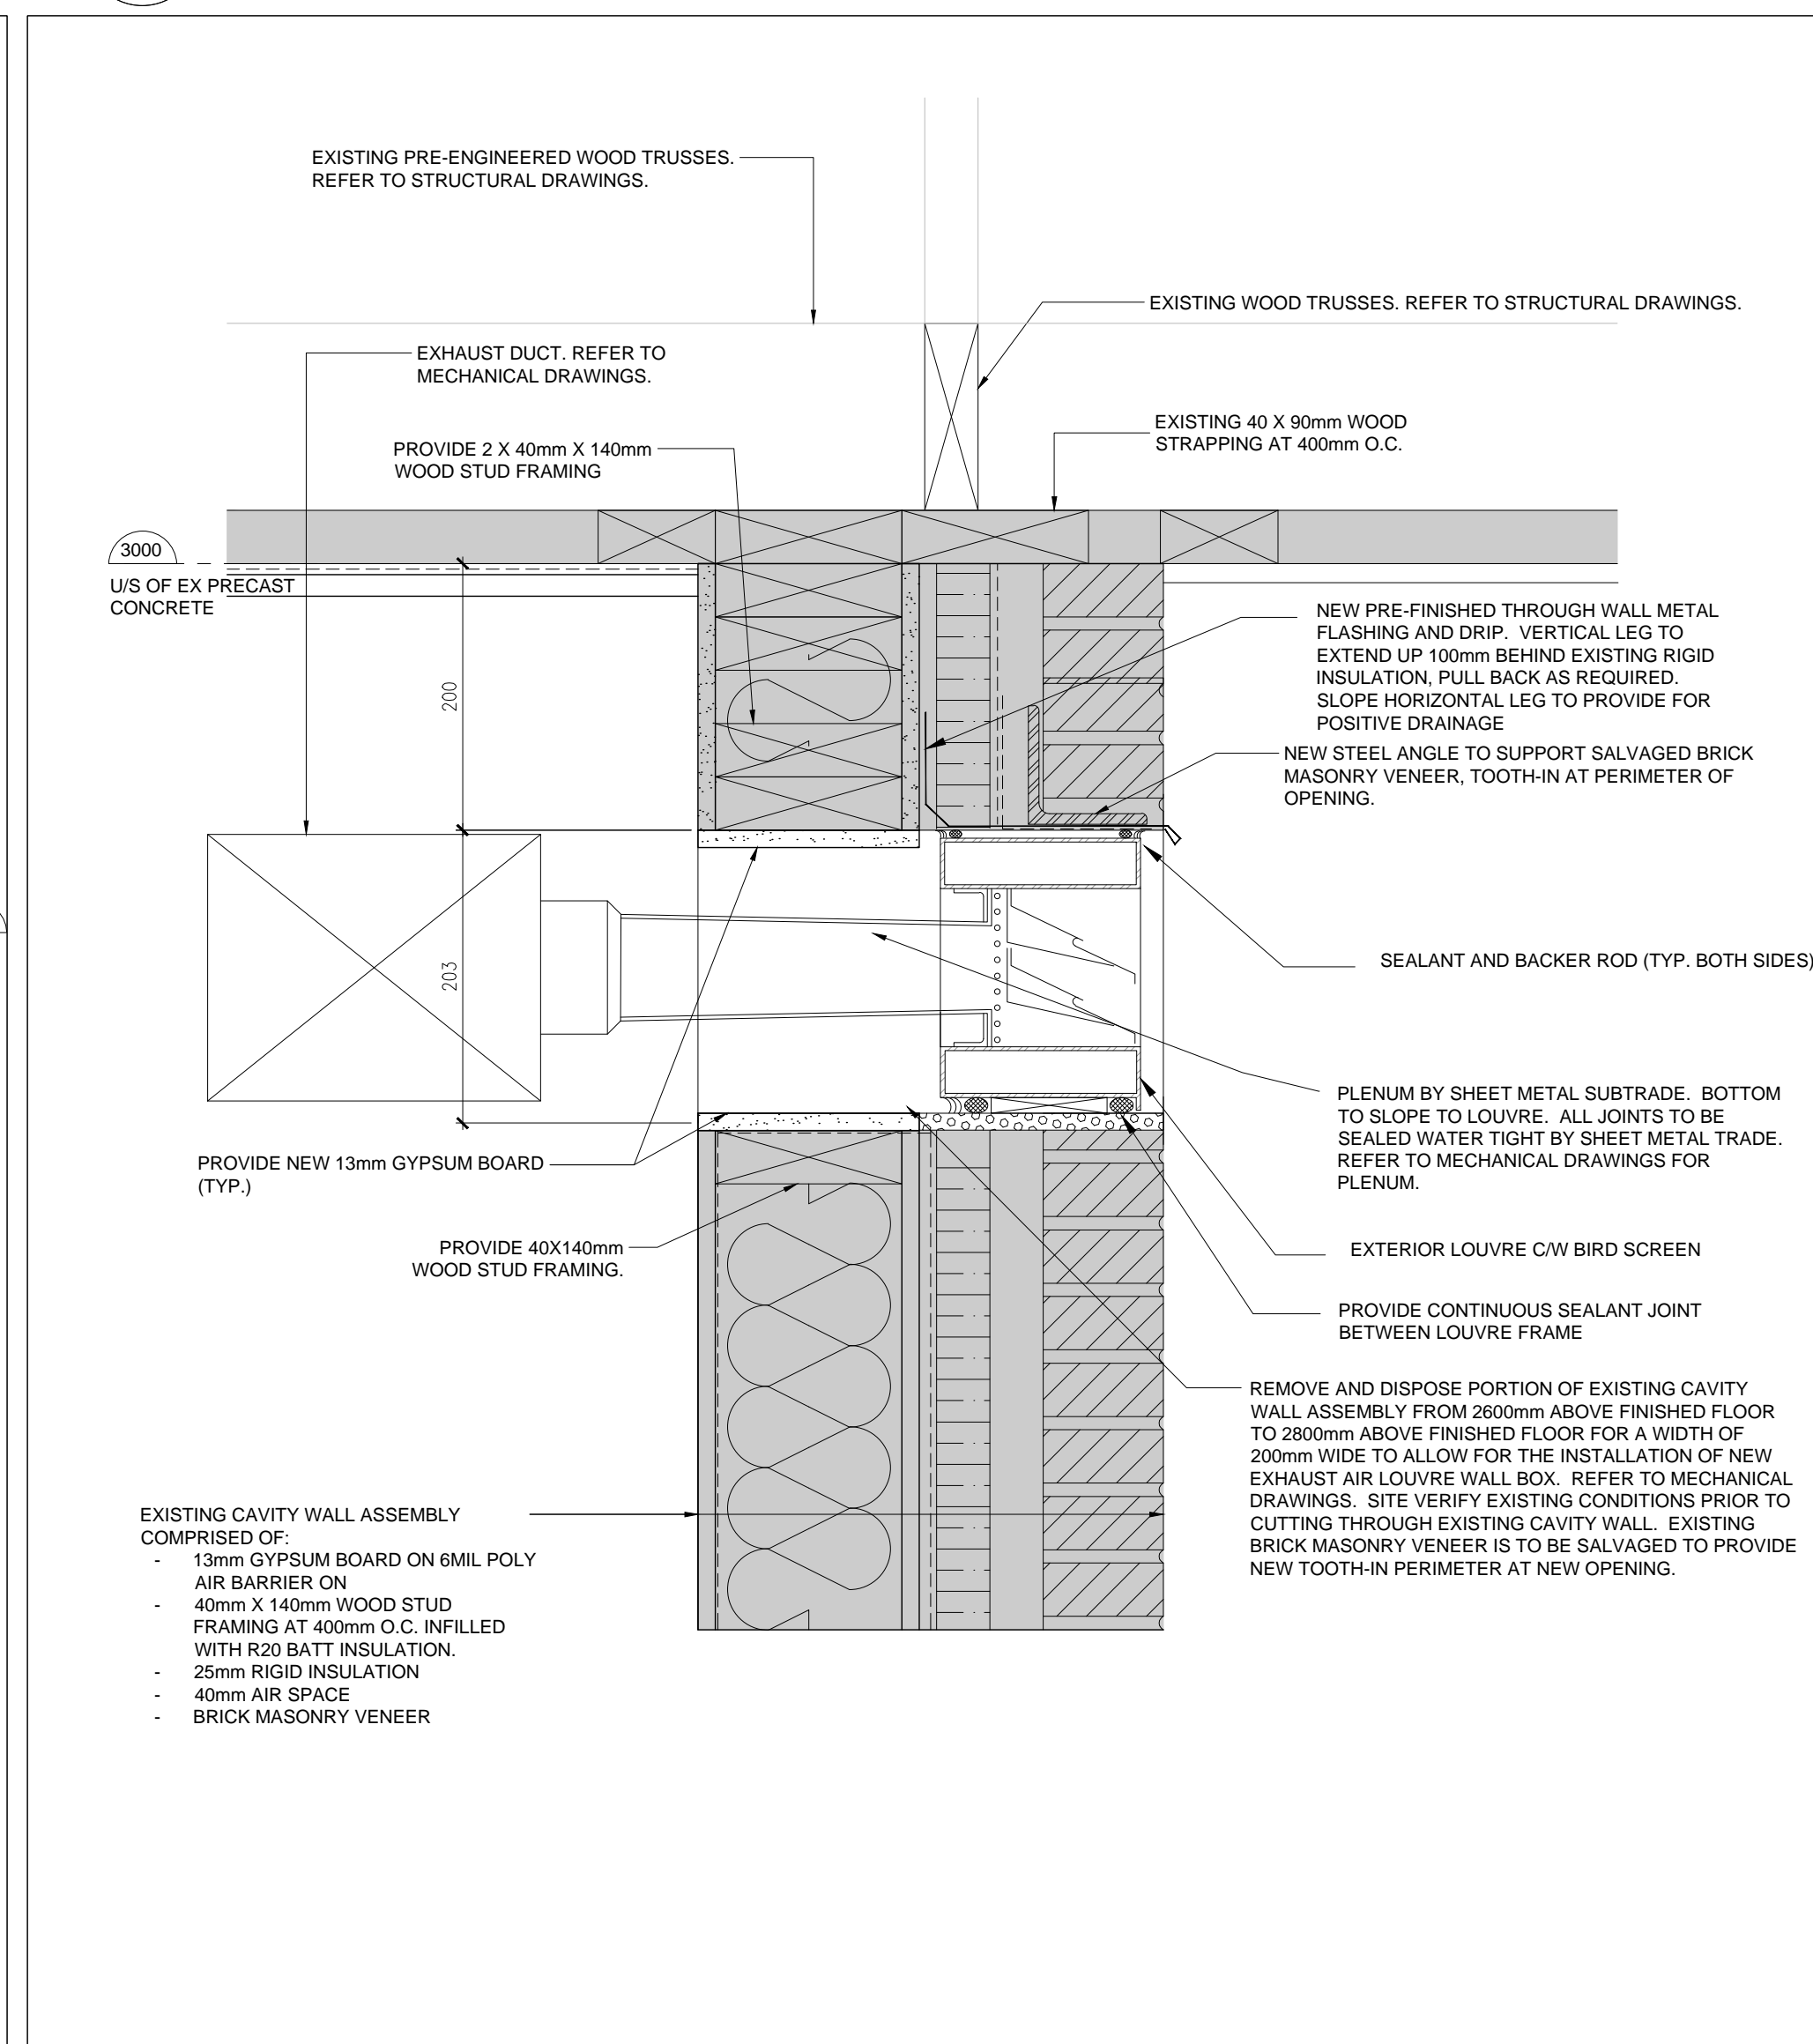 EXISTING PRE-ENGINEERED WOOD TRUSSES.
REFER TO STRUCTURAL DRAWINGS.
EXISTING WOOD TRUSSES. REFER TO STRUCTURAL DRAWINGS.
EXHAUST DUCT. REFER TO
MECHANICAL DRAWINGS.
EXISTING 40 X 90mm WOOD
STRAPPING AT 400mm O.C.
PROVIDE 2 X 40mm X 140mm
WOOD STUD FRAMING
3000
U/S OF EX PRECAST
CONCRETE
200
NEW PRE-FINISHED THROUGH WALL METAL
FLASHING AND DRIP. VERTICAL LEG TO
EXTEND UP 100mm BEHIND EXISTING RIGID
INSULATION, PULL BACK AS REQUIRED.
SLOPE HORIZONTAL LEG TO PROVIDE FOR
POSITIVE DRAINAGE
NEW STEEL ANGLE TO SUPPORT SALVAGED BRICK
MASONRY VENEER, TOOTH-IN AT PERIMETER OF
OPENING.
203
SEALANT AND BACKER ROD (TYP. BOTH SIDES)
PLENUM BY SHEET METAL SUBTRADE. BOTTOM
TO SLOPE TO LOUVRE. ALL JOINTS TO BE
SEALED WATER TIGHT BY SHEET METAL TRADE.
REFER TO MECHANICAL DRAWINGS FOR
PLENUM.
PROVIDE NEW 13mm GYPSUM BOARD
(TYP.)
PROVIDE 40X140mm
WOOD STUD FRAMING.
EXTERIOR LOUVRE C/W BIRD SCREEN
PROVIDE CONTINUOUS SEALANT JOINT
BETWEEN LOUVRE FRAME
REMOVE AND DISPOSE PORTION OF EXISTING CAVITY
WALL ASSEMBLY FROM 2600mm ABOVE FINISHED FLOOR
TO 2800mm ABOVE FINISHED FLOOR FOR A WIDTH OF
200mm WIDE TO ALLOW FOR THE INSTALLATION OF NEW
EXHAUST AIR LOUVRE WALL BOX. REFER TO MECHANICAL
DRAWINGS. SITE VERIFY EXISTING CONDITIONS PRIOR TO
CUTTING THROUGH EXISTING CAVITY WALL. EXISTING
BRICK MASONRY VENEER IS TO BE SALVAGED TO PROVIDE
NEW TOOTH-IN PERIMETER AT NEW OPENING.
EXISTING CAVITY WALL ASSEMBLY
COMPRISED OF:
- 13mm GYPSUM BOARD ON 6MIL POLY
AIR BARRIER ON
- 40mm X 140mm WOOD STUD
FRAMING AT 400mm O.C. INFILLED
WITH R20 BATT INSULATION.
- 25mm RIGID INSULATION
- 40mm AIR SPACE
- BRICK MASONRY VENEER